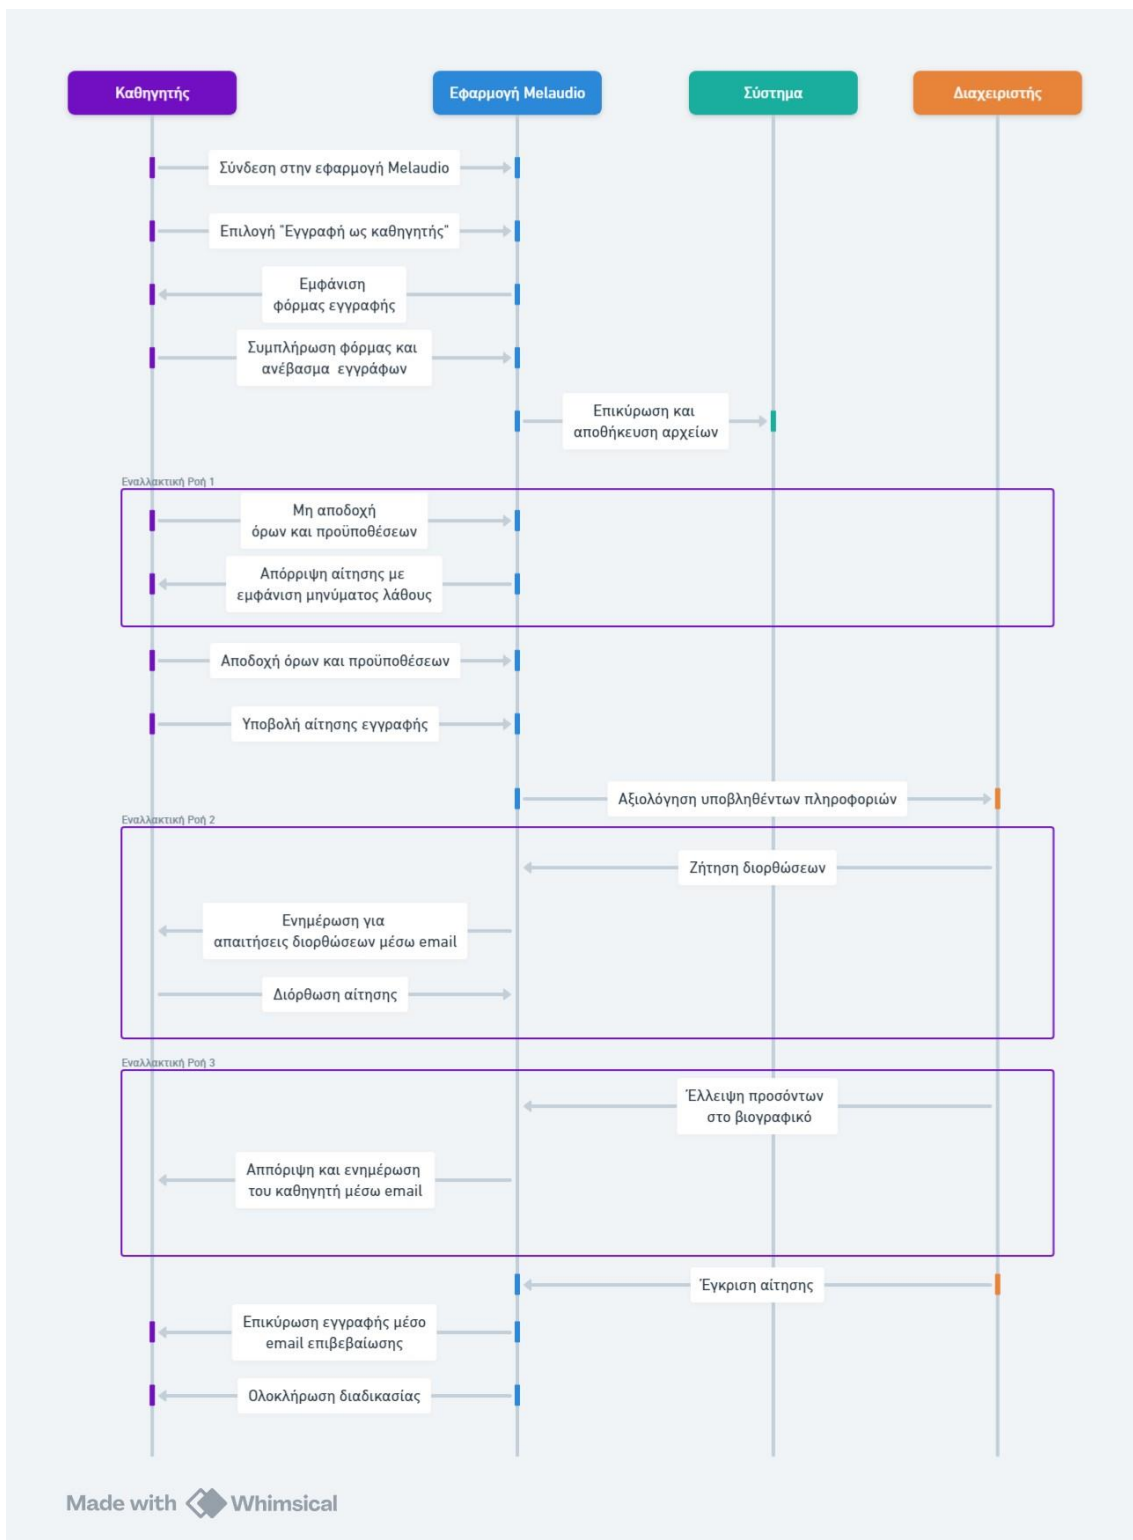 Καθηγητής
Εφαρμογή Melaudio
Σύστημα
Διαχειριστής
Σύνδεση στην εφαρμογή Melaudio
Επιλογή "Εγγραφή ως καθηγητής"
Εμφάνιση
φόρμας εγγραφής
Συμπλήρωση φόρμας και
ανέβασμα εγγράφων
Επικύρωση και
αποθήκευση αρχείων
Εναλλακτική Ροή 1
Μη αποδοχή
όρων και προϋποθέσεων
Απόρριψη αίτησης με
εμφάνιση μηνύματος λάθους
Αποδοχή όρων και προϋποθέσεων
Υποβολή αίτησης εγγραφής
Αξιολόγηση υποβληθέντων πληροφοριών
Εναλλακτική Ροή 2
Ζήτηση διορθώσεων
Ενημέρωση για
απαιτήσεις διορθώσεων μέσω email
Διόρθωση αίτησης
Εναλλακτική Ροή 3
Έλλειψη προσόντων
στο βιογραφικό
Αππόριψη και ενημέρωση
του καθηγητή μέσω email
Έγκριση αίτησης
Επικύρωση εγγραφής μέσο
email επιβεβαίωσης
Ολοκλήρωση διαδικασίας
Made with Whimsical